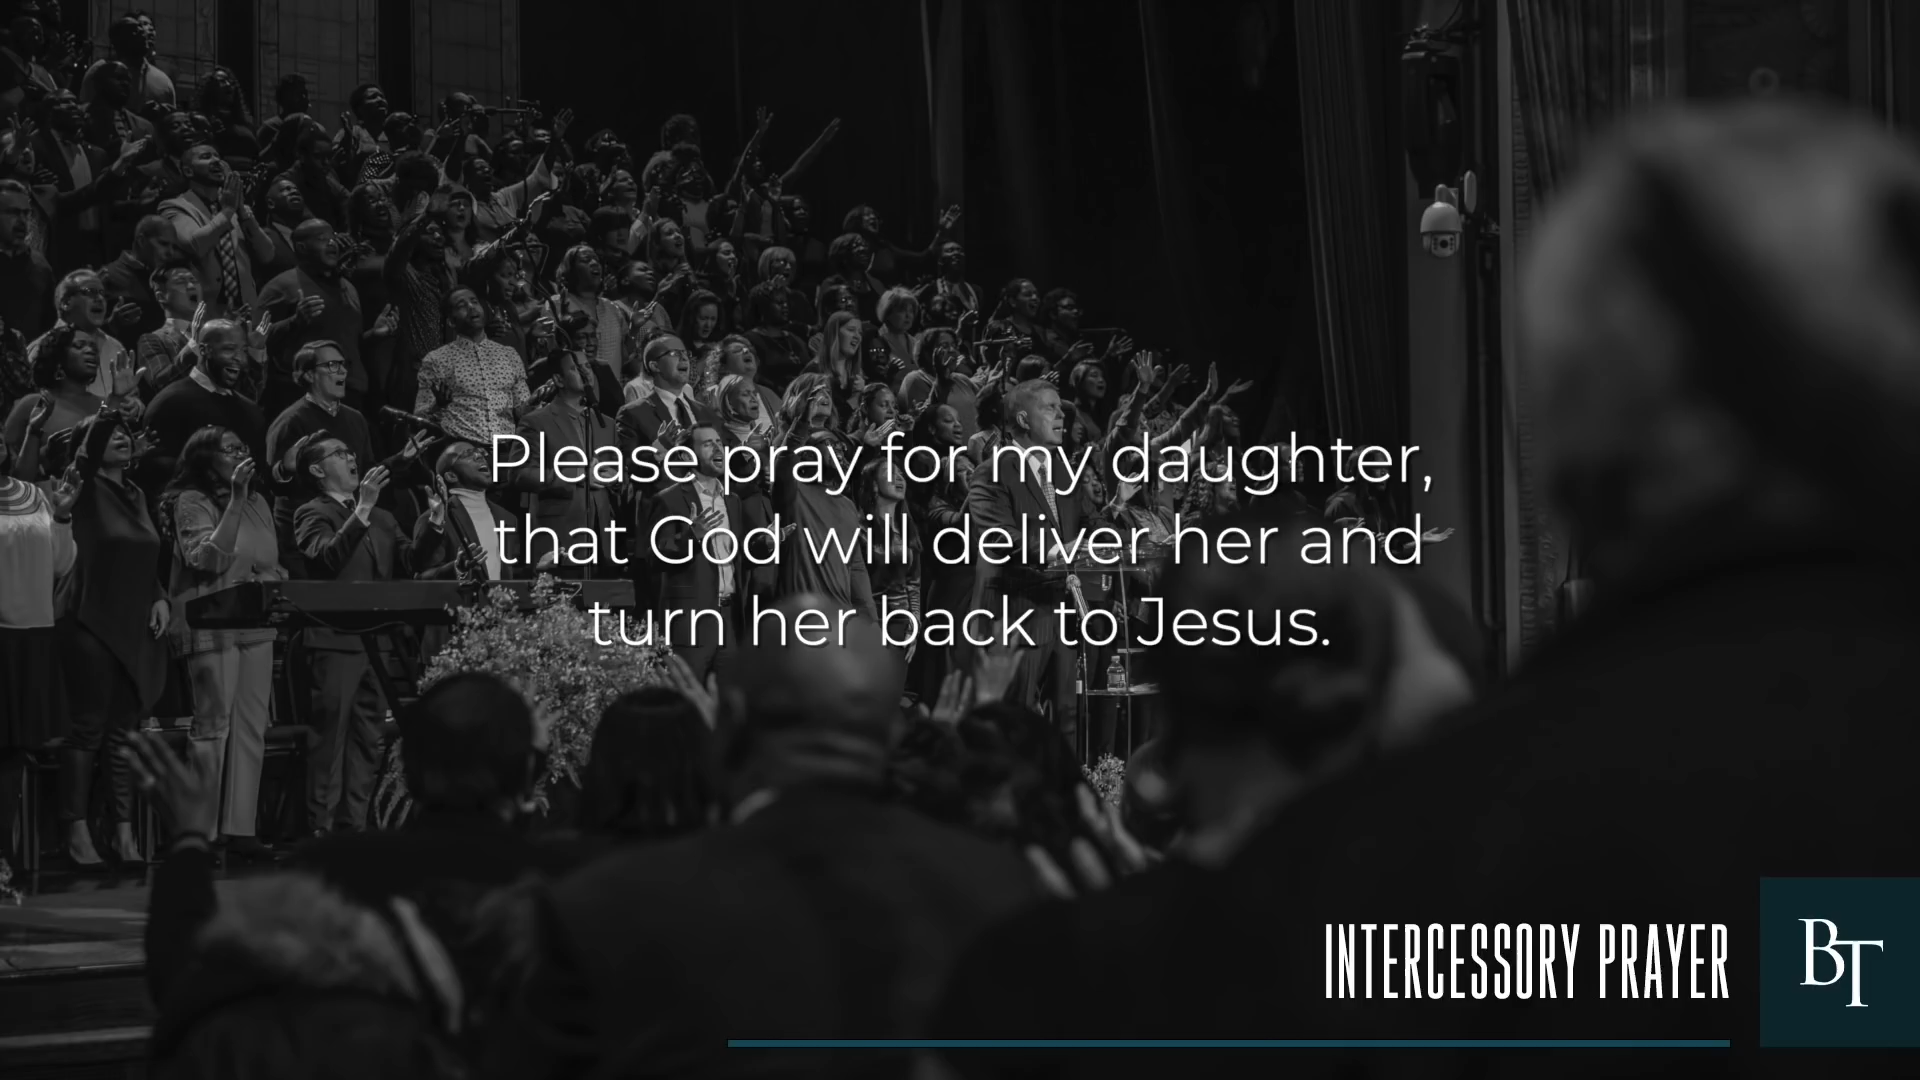 Please pray for my daughter,
that God will deliver her and
turn her back to Jesus.
INTERCESSORY PRAYER
BT